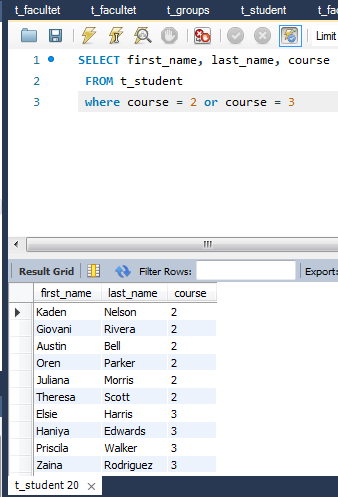 t_facultet t_facultet t_groups t_student
Limit
1 SELECT first_name, last_name, course
2 FROM t_student
3 where course = 2 or course = 3
Result Grid Filter Rows: Export:
first_name last_name course
Kaden Nelson 2
Giovani Rivera 2
Austin Bell 2
Oren Parker 2
Juliana Morris 2
Theresa Scott 2
Elsie Harris 3
Haniya Edwards 3
Priscila Walker 3
Zaina Rodriguez 3
t_student 20